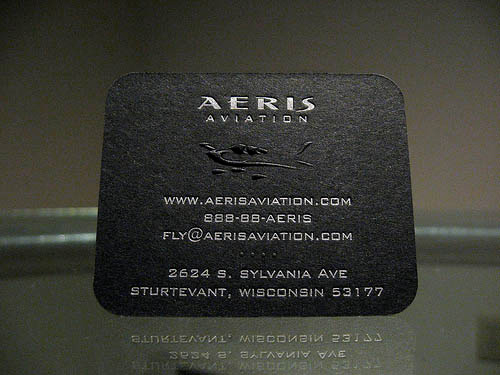 AERIS
AVIATION
WWW.AERISAVIATION.COM
888-88-AERIS
FLY@AERISAVIATION.COM
2624 S. SYLVANIA AVE
STURTEVANT, WISCONSIN 53177